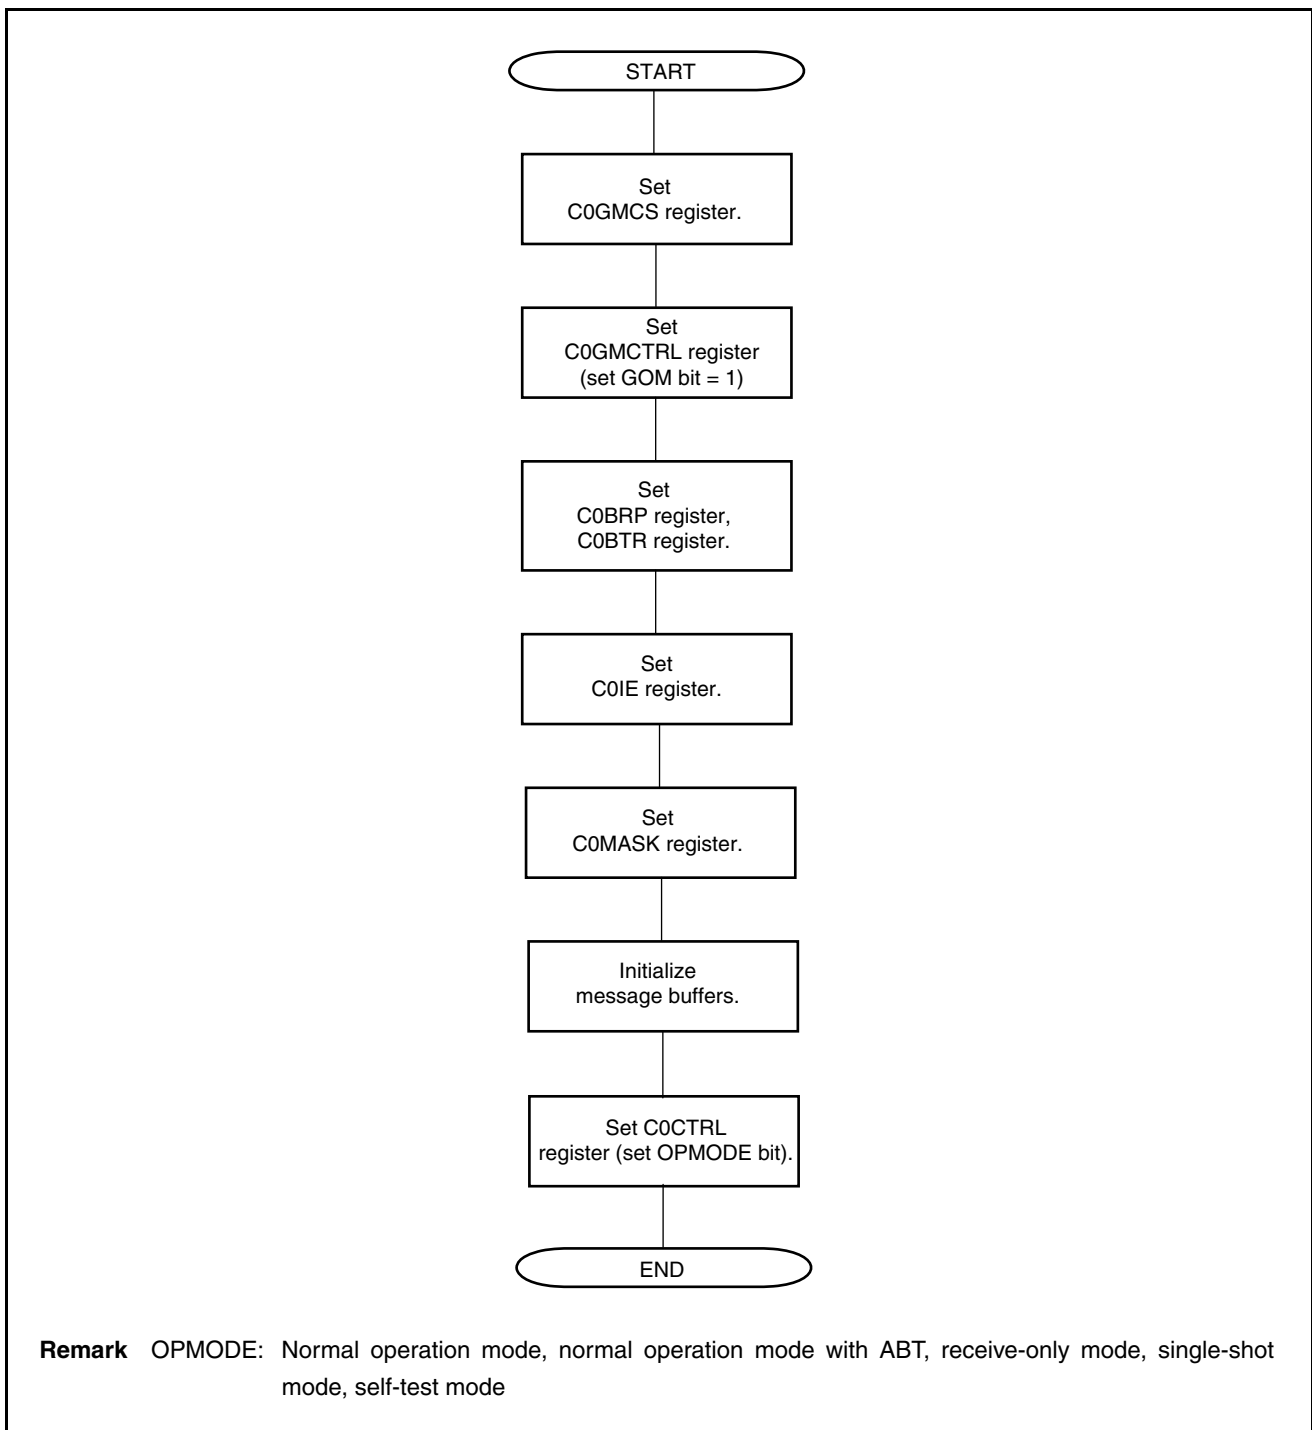 START
Set
C0GMCS register.
Set
C0GMCTRL register
(set GOM bit = 1)
Set
C0BRP register,
C0BTR register.
Set
C0IE register.
Set
C0MASK register.
Initialize
message buffers.
Set C0CTRL
register (set OPMODE bit).
END
Remark OPMODE: Normal operation mode, normal operation mode with ABT, receive-only mode, single-shot
mode, self-test mode